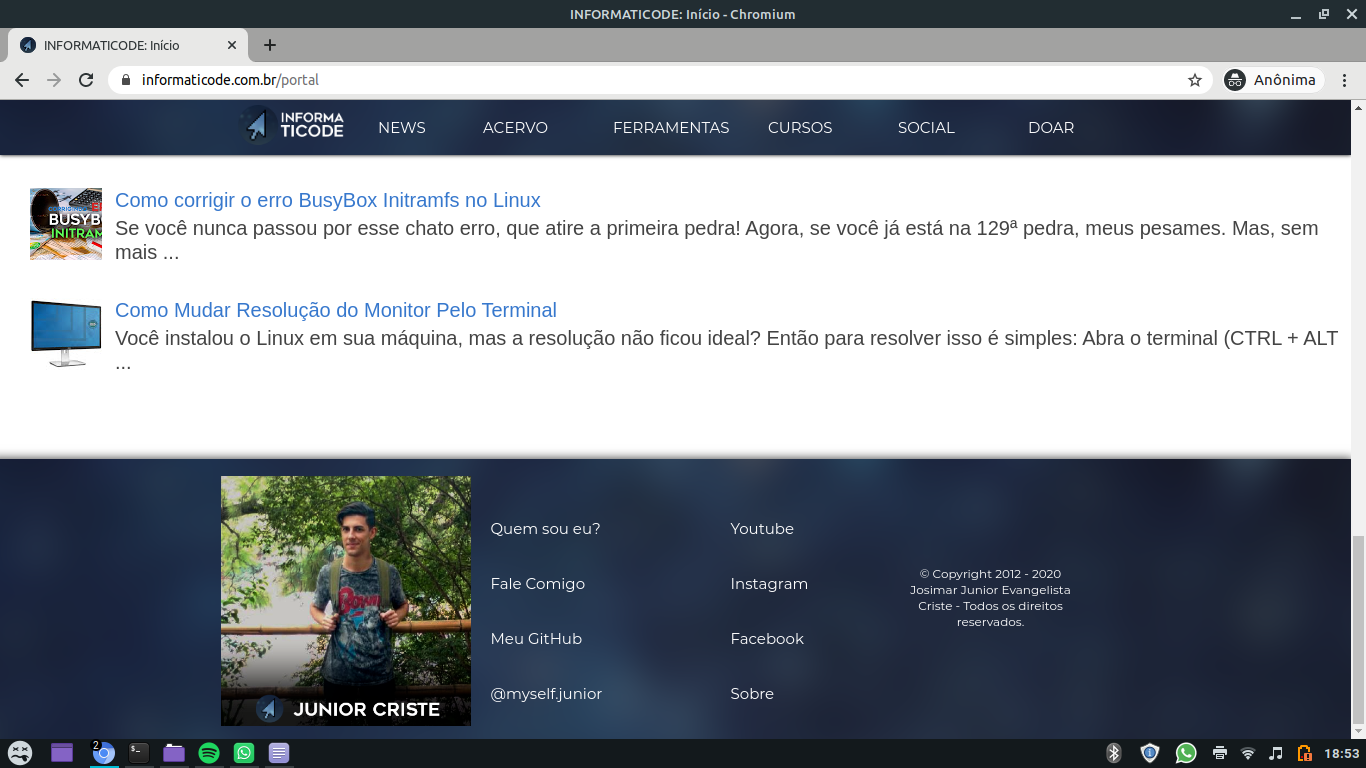 INFORMATICODE: Início - Chromium
INFORMATICODE: Início
informaticode.com.br/portal
Anônima
INFORMA
TICODE
NEWS
ACERVO
FERRAMENTAS
CURSOS
SOCIAL
DOAR
BUSYB
INITRAM
Como corrigir o erro BusyBox Initramfs no Linux
Se você nunca passou por esse chato erro, que atire a primeira pedra! Agora, se você já está na 129ª pedra, meus pesames. Mas, sem
mais ...
Como Mudar Resolução do Monitor Pelo Terminal
Você instalou o Linux em sua máquina, mas a resolução não ficou ideal? Então para resolver isso é simples: Abra o terminal (CTRL + ALT
...
JUNIOR CRISTE
Quem sou eu?
Fale Comigo
Meu GitHub
@myself.junior
Youtube
Instagram
Facebook
Sobre
© Copyright 2012 - 2020
Josimar Junior Evangelista
Criste - Todos os direitos
reservados.
2
18:53